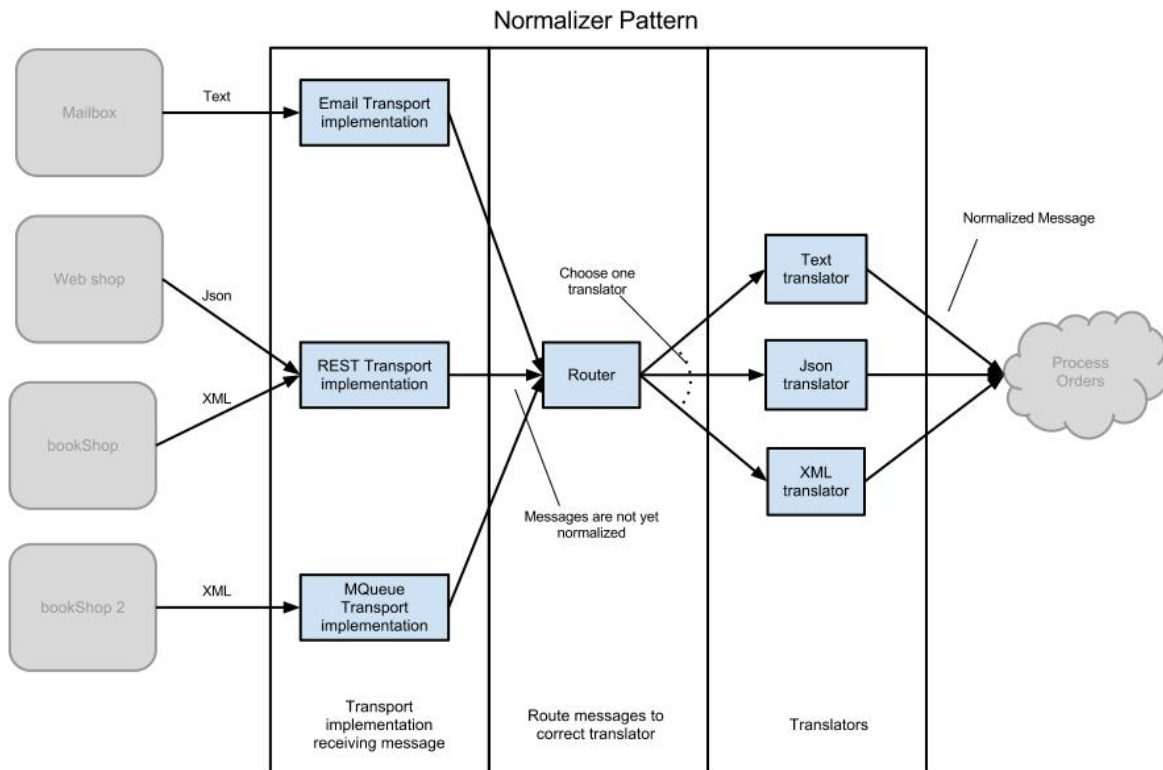 Normalizer Pattern
Mailbox
Text
Email Transport
implementation
Web shop
Json
REST Transport
implementation
bookShop
XML
bookShop 2
XML
MQueue
Transport
implementation
Router
Choose one
translator
Messages are not yet
normalized
Text
translator
Json
translator
XML
translator
Normalized Message
Process
Orders
Transport
implementation
receiving message
Route messages to
correct translator
Translators